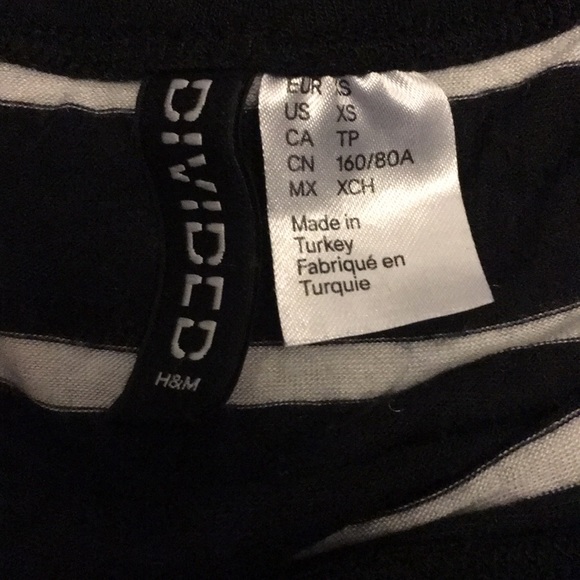 DIVIDED
H&M
EUR S
US XS
CA TP
CN 160/80A
MX XCH
Made in
Turkey
Fabriqué en
Turquie